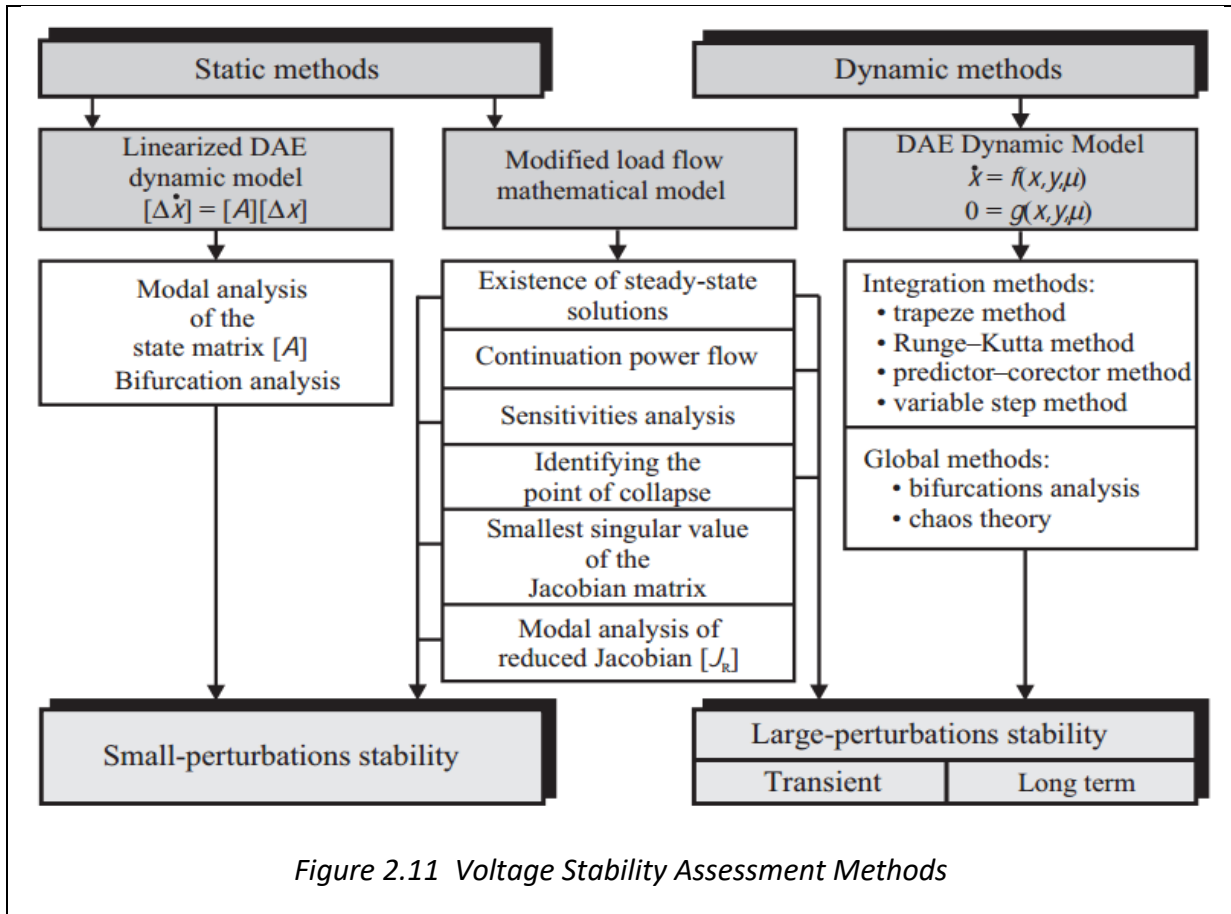 Static methods
Dynamic methods
Linearized DAE
dynamic model
[Δẋ] = [A][Δx]
Modified load flow
mathematical model
DAE Dynamic Model
ẋ = f(x,y,μ)
0 = g(x,y,μ)
Modal analysis
of the
state matrix [A]
Bifurcation analysis
Existence of steady-state
solutions
Continuation power flow
Sensitivities analysis
Identifying the
point of collapse
Smallest singular value
of the
Jacobian matrix
Modal analysis of
reduced Jacobian [J_R]
Integration methods:
• trapeze method
• Runge–Kutta method
• predictor–corector method
• variable step method
Global methods:
• bifurcations analysis
• chaos theory
Small-perturbations stability
Large-perturbations stability
Transient
Long term
Figure 2.11 Voltage Stability Assessment Methods